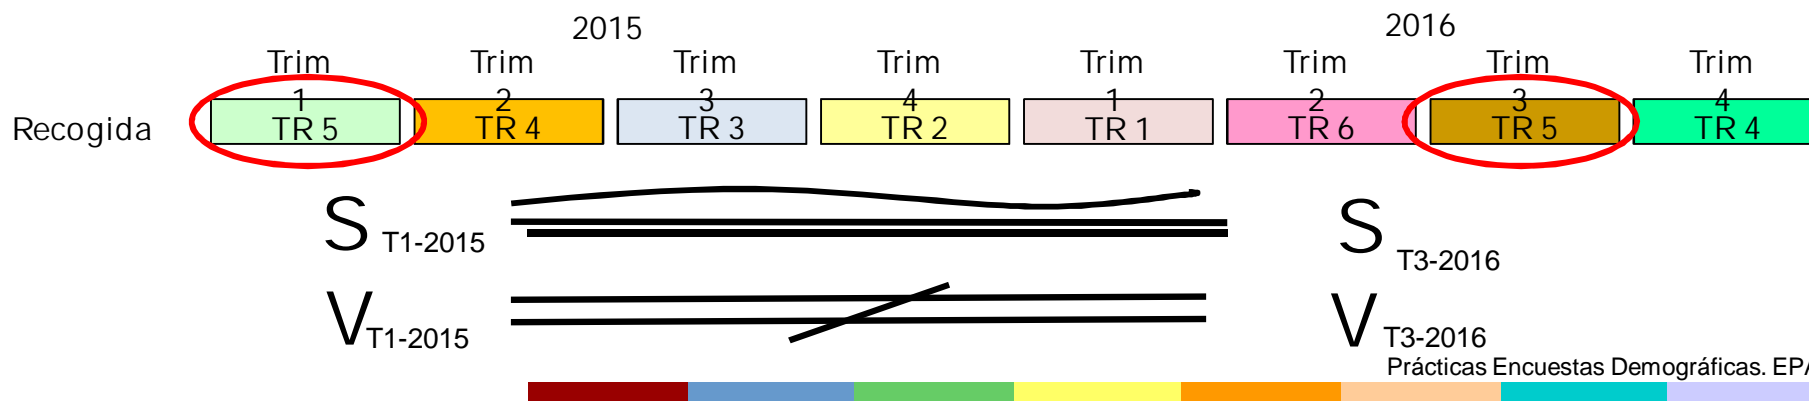 2015 2016
Trim Trim Trim Trim Trim Trim Trim Trim
1 2 3 4 1 2 3 4
Recogida TR 5 TR 4 TR 3 TR 2 TR 1 TR 6 TR 5 TR 4
S T1-2015 S T3-2016
V T1-2015 V T3-2016
Prácticas Encuestas Demográficas. EPA